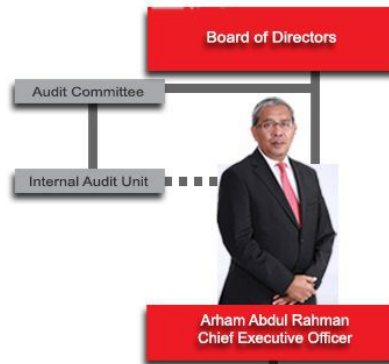 Board of Directors
Audit Committee
Internal Audit Unit
Arham Abdul Rahman
Chief Executive Officer